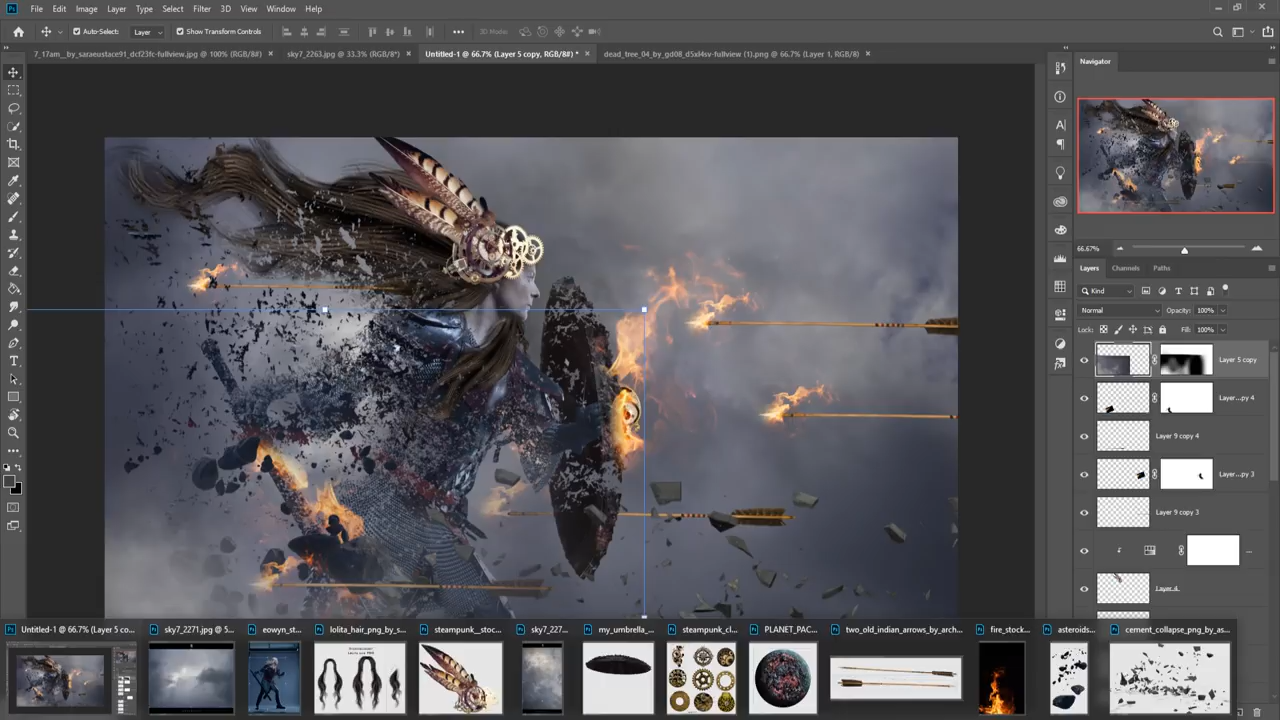 File Edit Image Layer Type Select Filter 3D View Window Help
Auto-Select: Layer Show Transform Controls 3D Mode:
7_17am__by_saraeustace91_dcf23fc-fullview.jpg @ 100% (RGB/8#) × sky7_2263.jpg @ 33.3% (RGB/8*) × Untitled-1 @ 66.7% (Layer 5 copy, RGB/8#) * × dead_tree_04_by_gd08_d5xl4sv-fullview (1).png @ 66.7% (Layer 1, RGB/8) ×
Navigator
66.67%
Layers Channels Paths
Kind
Normal Opacity: 100%
Lock: Fill: 100%
Layer 5 copy
Layer...py 4
Layer 9 copy 4
Layer...py 3
Layer 9 copy 3
...
Layer 6
Untitled-1 @ 66.7% (Layer 5 co... sky7_2271.jpg @ 5... eowyn_st... lolita_hair_png_by_s... steampunk__stoc... sky7_227... my_umbrella_... steampunk_cl... PLANET_PAC... two_old_indian_arrows_by_arch... fire_stock... asteroids... cement_collapse_png_by_as...